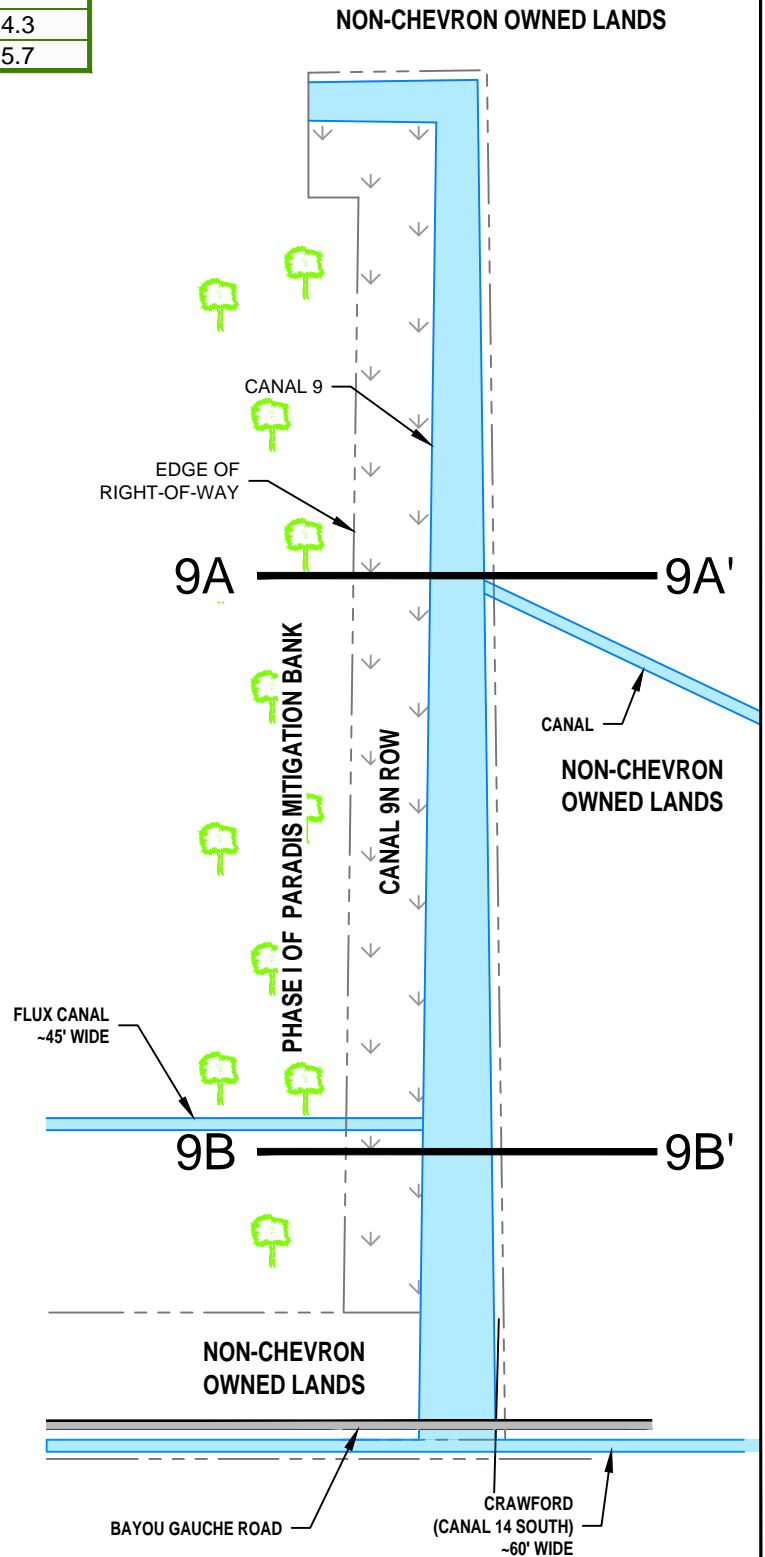 4.3
5.7
NON-CHEVRON OWNED LANDS
CANAL 9
EDGE OF
RIGHT-OF-WAY
9A
9A'
PHASE I OF PARADIS MITIGATION BANK
CANAL 9N ROW
CANAL
NON-CHEVRON
OWNED LANDS
FLUX CANAL
~45' WIDE
9B
9B'
NON-CHEVRON
OWNED LANDS
BAYOU GAUCHE ROAD
CRAWFORD
(CANAL 14 SOUTH)
~60' WIDE